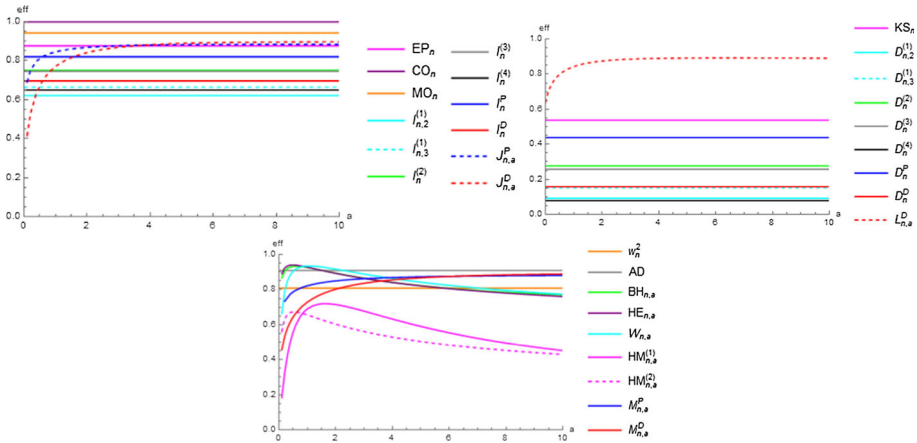 eff
1.0
0.8
0.6
0.4
0.2
0.0
0 2 4 6 8 10
a
EPₙ
COₙ
MOₙ
I⁽¹⁾ₙ,₂
I⁽¹⁾ₙ,₃
I⁽²⁾ₙ
I⁽³⁾ₙ
I⁽⁴⁾ₙ
Iᴾₙ
Iᴰₙ
Jᴾₙ,ₐ
Jᴰₙ,ₐ
eff
1.0
0.8
0.6
0.4
0.2
0.0
0 2 4 6 8 10
a
KSₙ
D⁽¹⁾ₙ,₂
D⁽¹⁾ₙ,₃
D⁽²⁾ₙ
D⁽³⁾ₙ
D⁽⁴⁾ₙ
Dᴾₙ
Dᴰₙ
Lᴰₙ,ₐ
eff
1.0
0.8
0.6
0.4
0.2
0.0
0 2 4 6 8 10
a
w²ₙ
AD
BHₙ,ₐ
HEₙ,ₐ
Wₙ,ₐ
HM⁽¹⁾ₙ,ₐ
HM⁽²⁾ₙ,ₐ
Mᴾₙ,ₐ
Mᴰₙ,ₐ